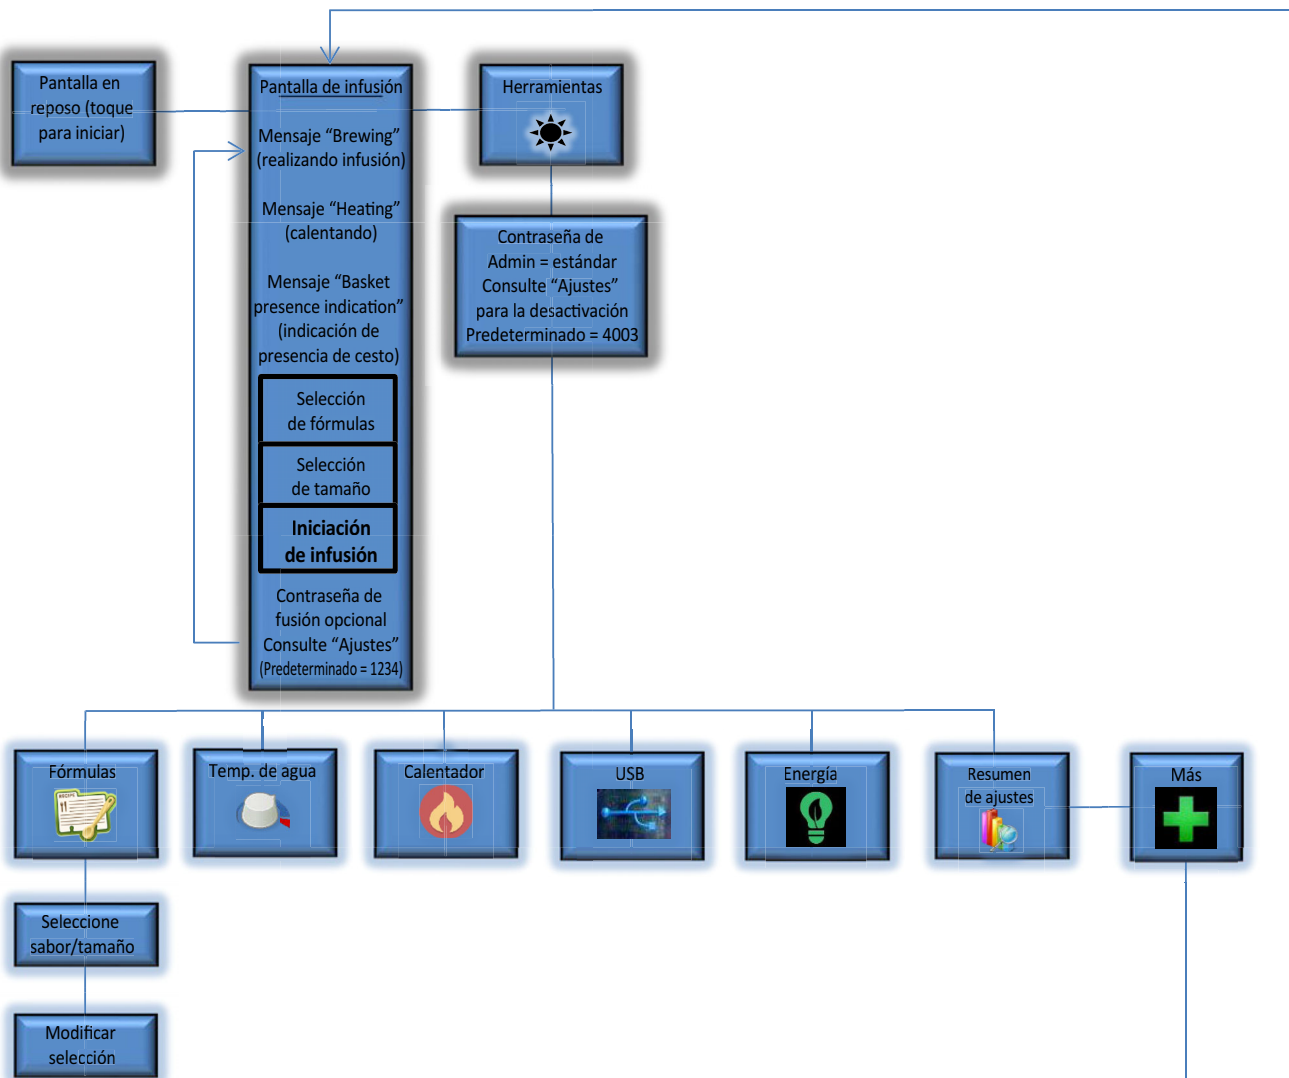 Pantalla en
reposo (toque
para iniciar)
Pantalla de infusión
Mensaje “Brewing”
(realizando infusión)
Mensaje “Heating”
(calentando)
Mensaje “Basket
presence indication”
(indicación de
presencia de cesto)
Selección
de fórmulas
Selección
de tamaño
Iniciación
de infusión
Contraseña de
fusión opcional
Consulte “Ajustes”
(Predeterminado = 1234)
Herramientas
Contraseña de
Admin = estándar
Consulte “Ajustes”
para la desactivación
Predeterminado = 4003
Fórmulas
Temp. de agua
Calentador
USB
Energía
Resumen
de ajustes
Más
Seleccione
sabor/tamaño
Modificar
selección